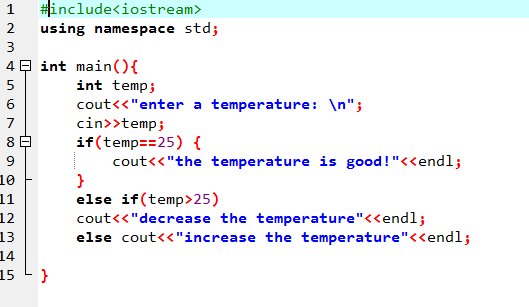 1 #include<iostream>
2 using namespace std;
3
4 int main(){
5 int temp;
6 cout<<"enter a temperature: \n";
7 cin>>temp;
8 if(temp==25) {
9 cout<<"the temperature is good!"<<endl;
10 }
11 else if(temp>25)
12 cout<<"decrease the temperature"<<endl;
13 else cout<<"increase the temperature"<<endl;
14
15 }